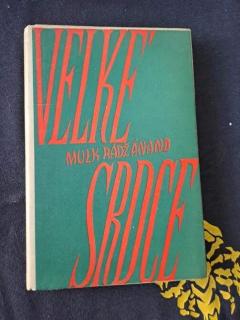 VELKÉ
MULK RÁDŽ ÁNAND
SRDCE